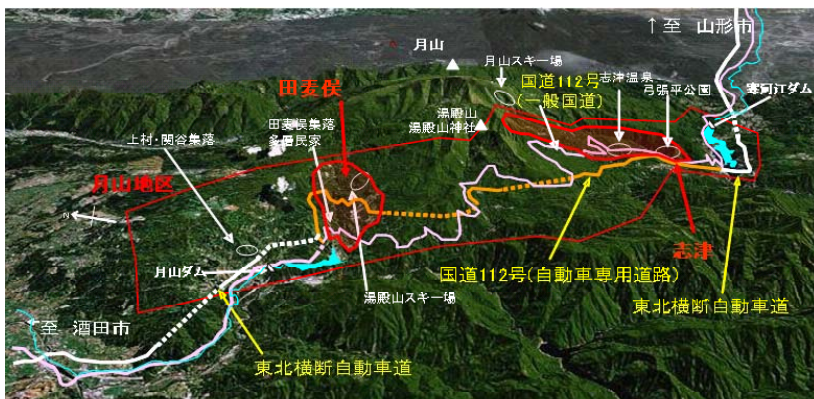 ↑至 山形市
月山
月山スキー場
田麦俣
国道112号
(一般国道)
志津温泉
弓張平公園
寒河江ダム
湯殿山
湯殿山神社
上村・関谷集落
田麦俣集落
多層民家
月山地区
N
月山ダム
国道112号(自動車専用道路)
志津
湯殿山スキー場
東北横断自動車道
至 酒田市
東北横断自動車道